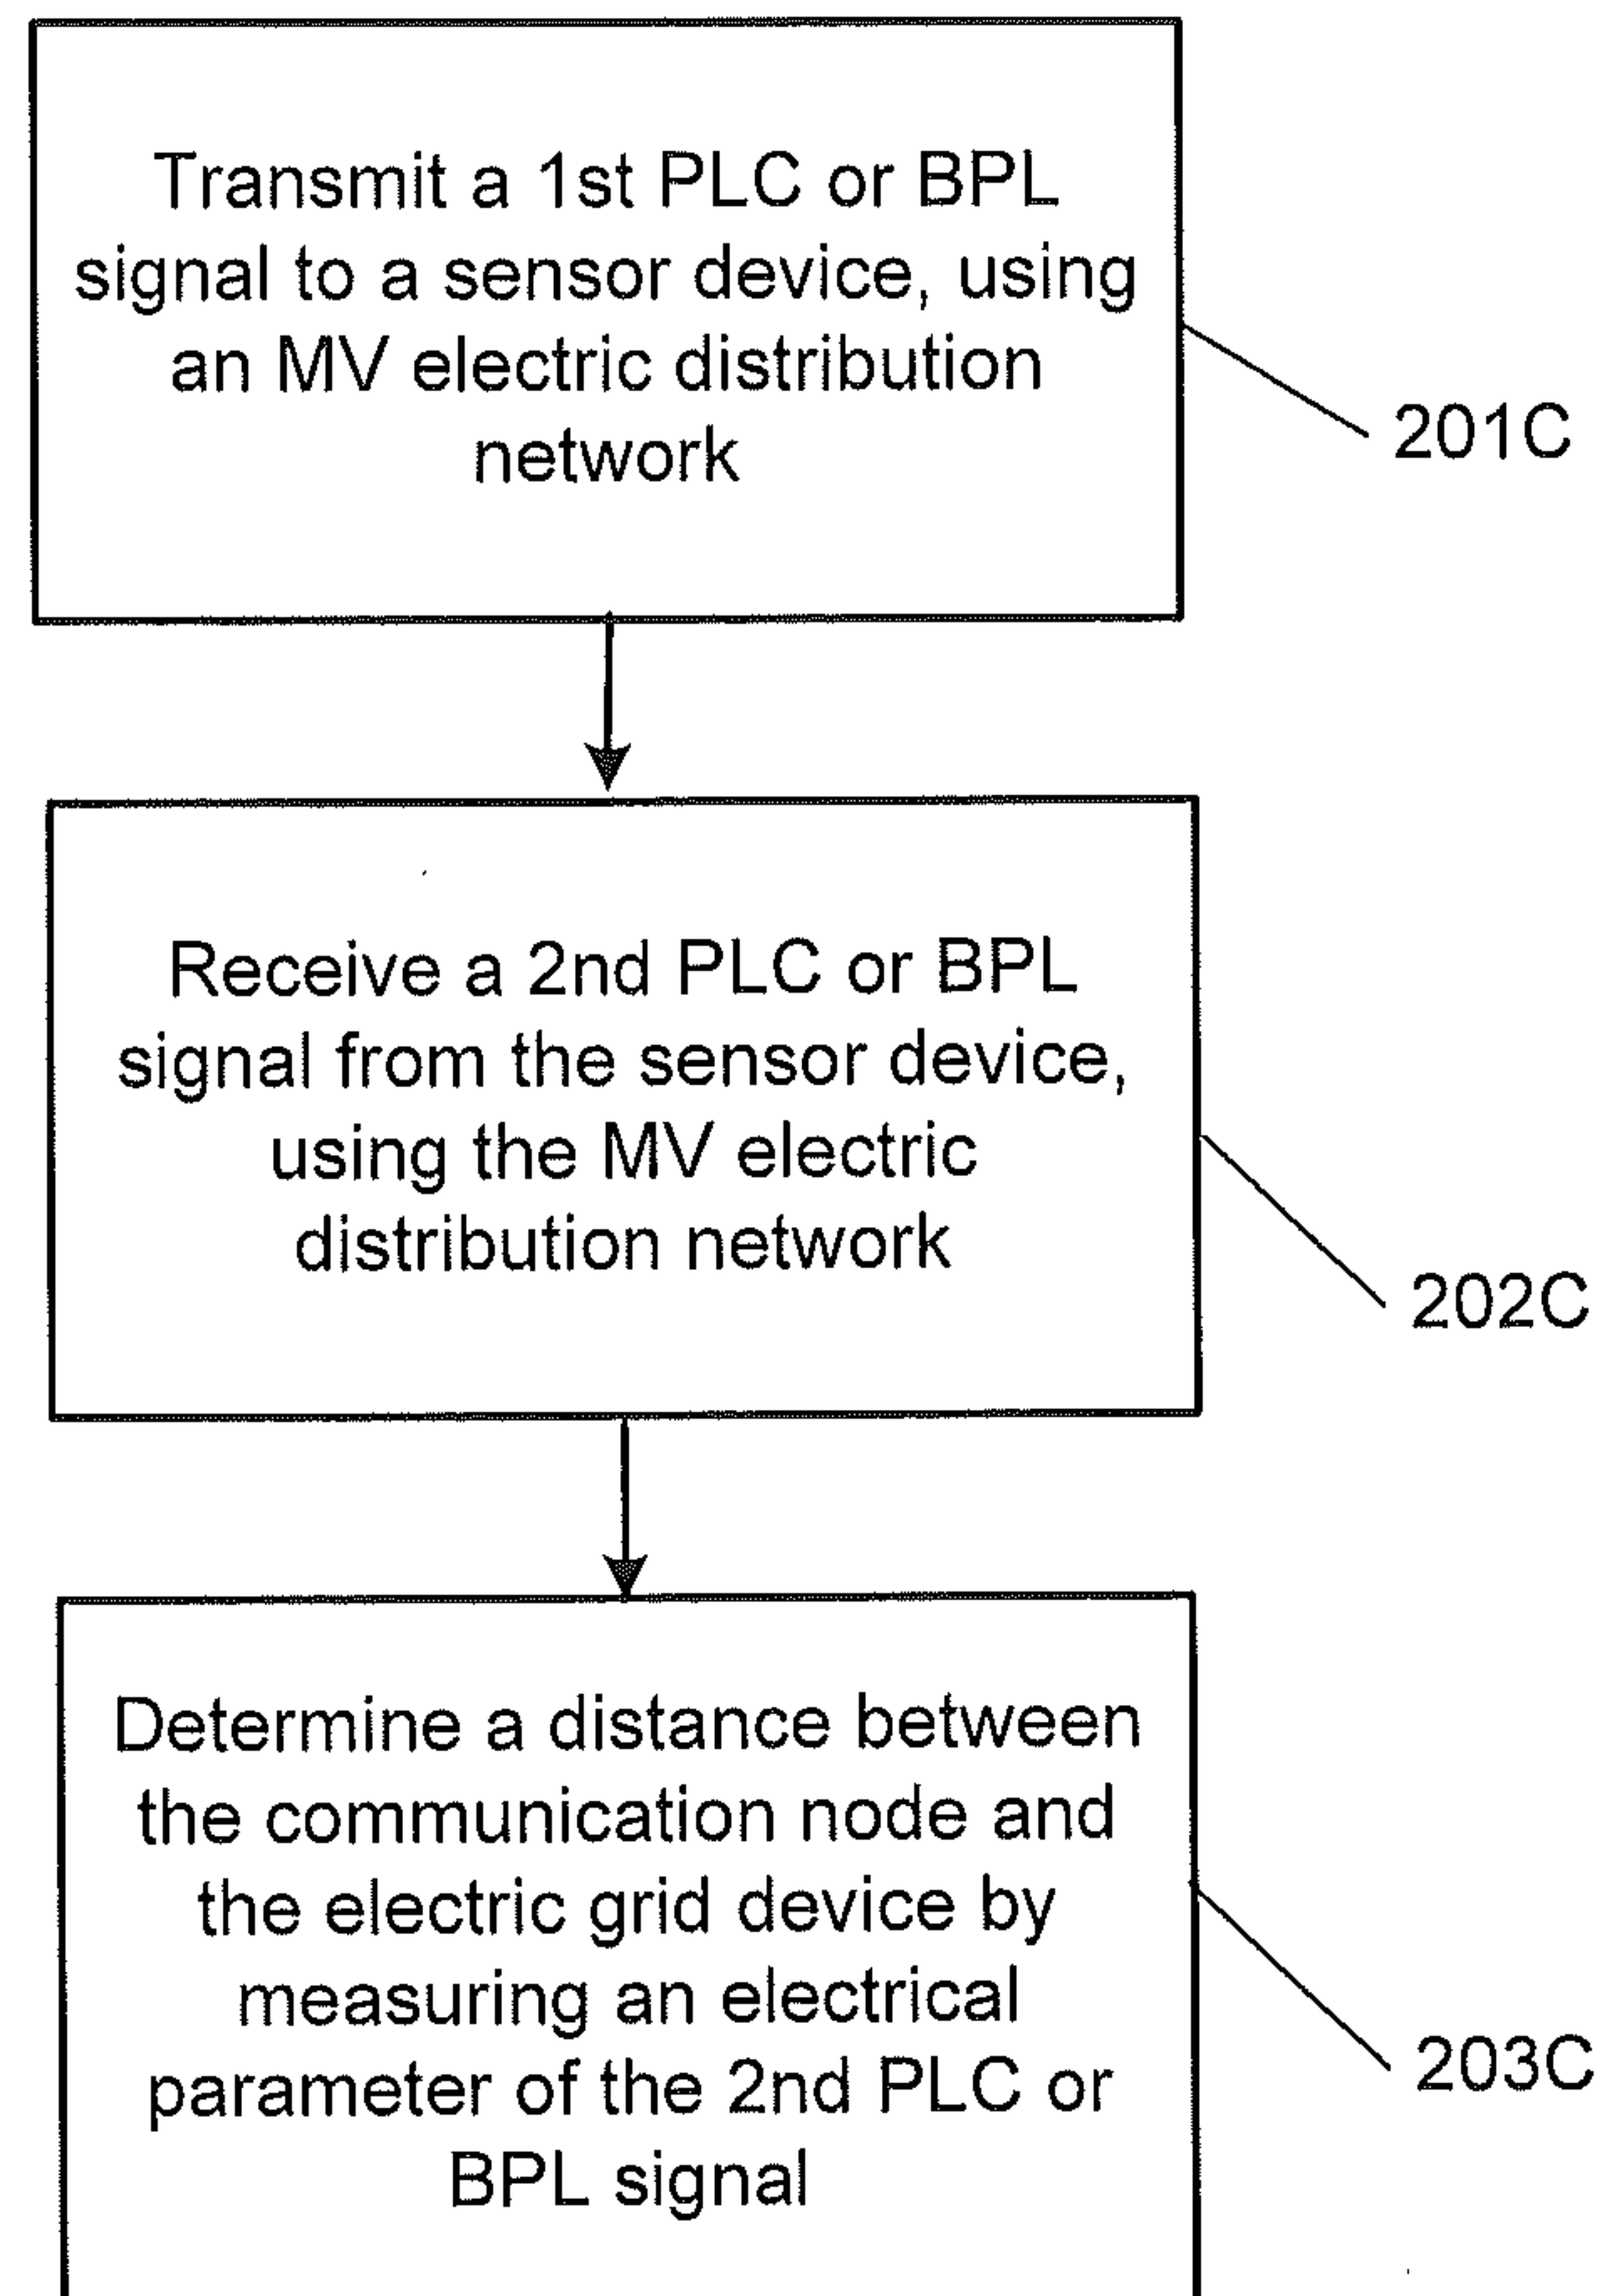 Transmit a 1st PLC or BPL
signal to a sensor device, using
an MV electric distribution
network
201C
Receive a 2nd PLC or BPL
signal from the sensor device,
using the MV electric
distribution network
202C
Determine a distance between
the communication node and
the electric grid device by
measuring an electrical
parameter of the 2nd PLC or
BPL signal
203C